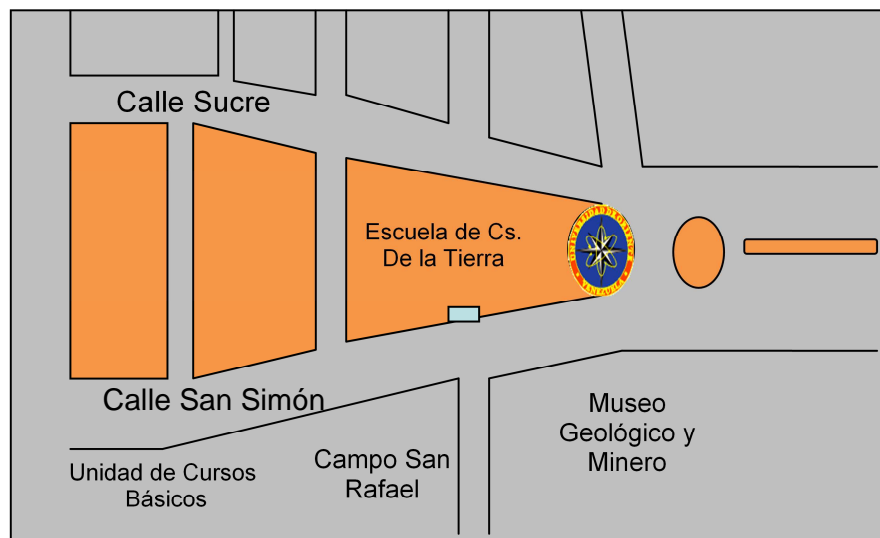 Calle Sucre
Escuela de Cs.
De la Tierra
Calle San Simón
Unidad de Cursos
Básicos
Campo San
Rafael
Museo
Geológico y
Minero